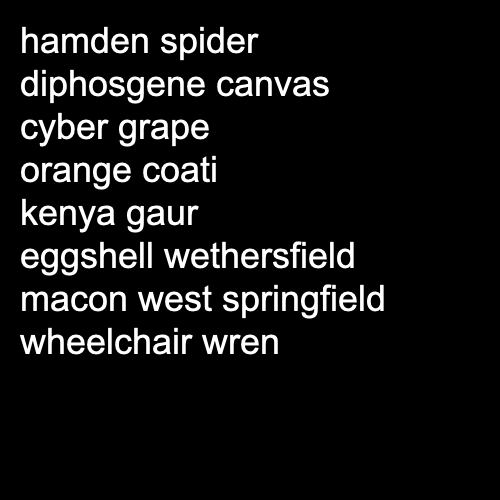 hamden spider
diphosgene canvas
cyber grape
orange coati
kenya gaur
eggshell wethersfield
macon west springfield
wheelchair wren